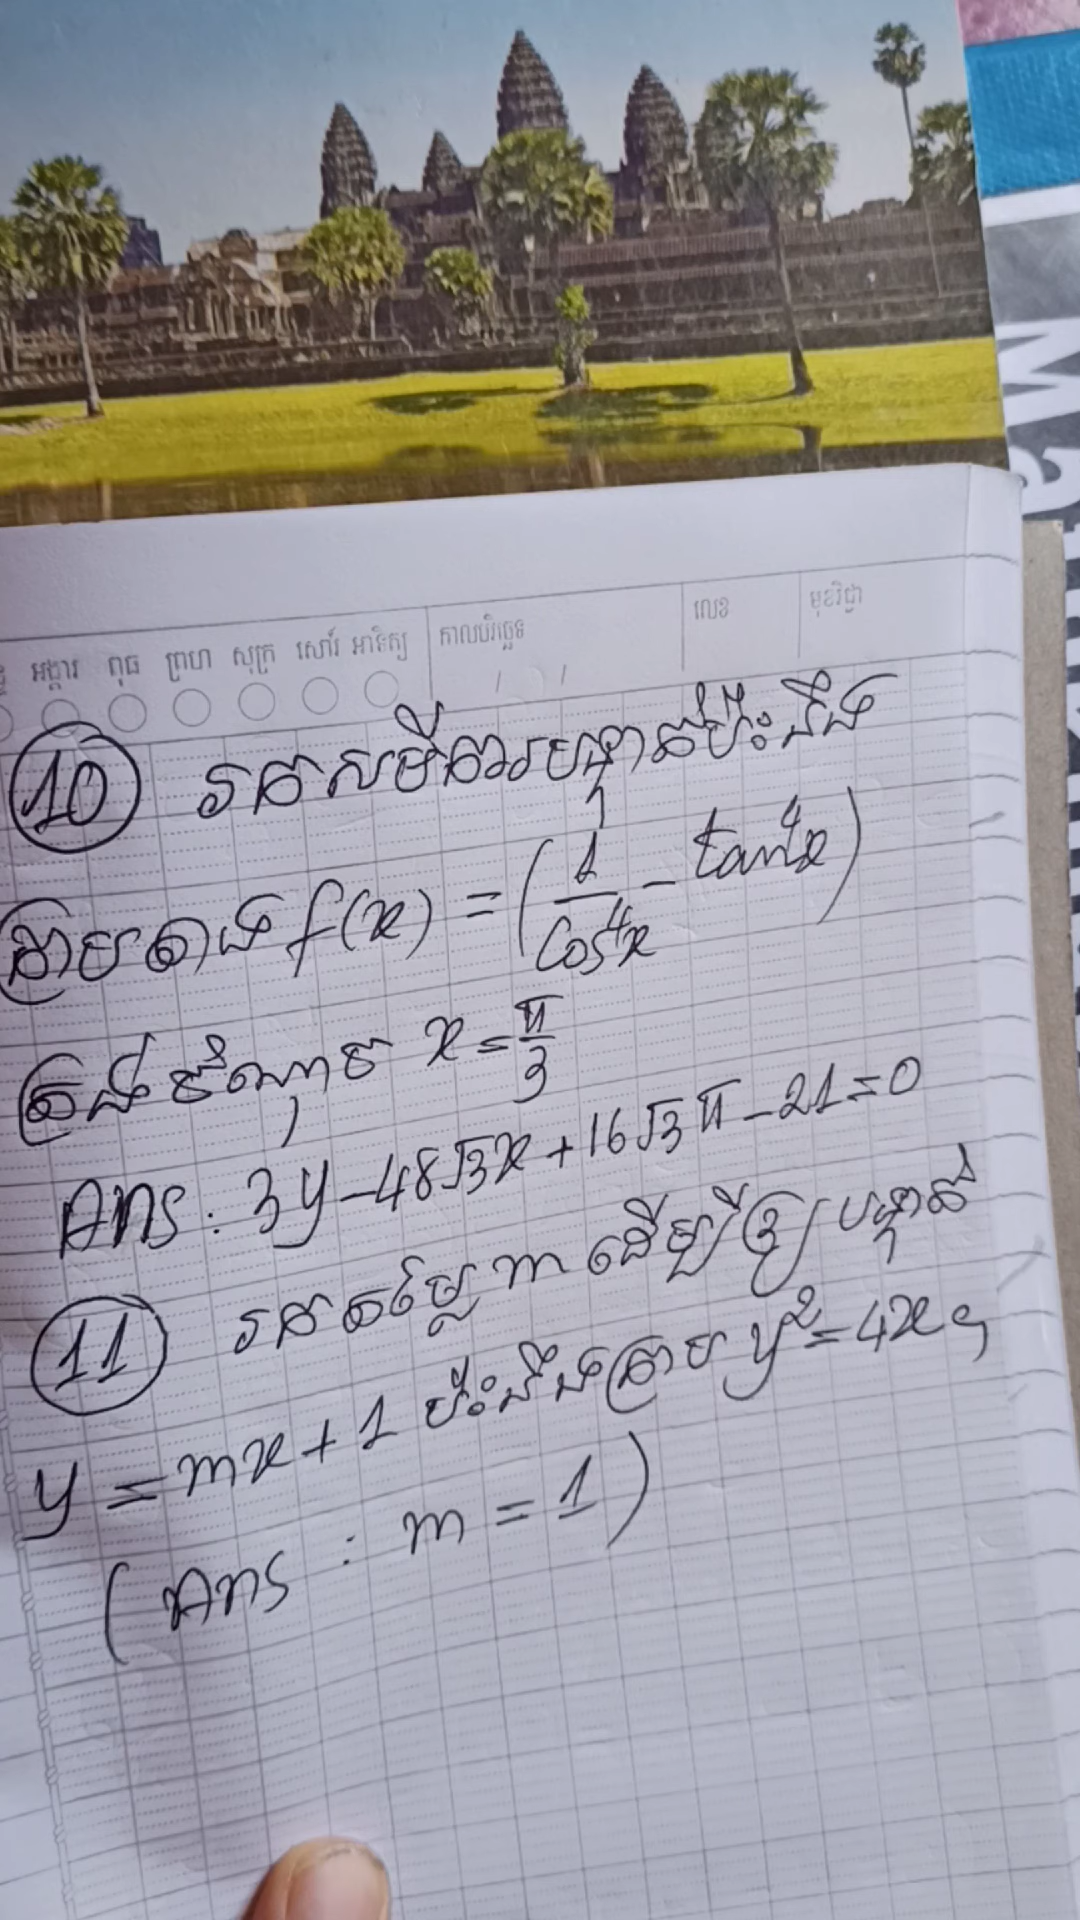 អង្គារ ពុធ ព្រហ សុក្រ សៅរ៍ អាទិត្យ កាលបរិច្ឆេទ លេខ មុខវិជ្ជា
/ /
10 រកសមីការបន្ទាត់ប៉ះនឹង
ក្រាបតាង f(x) = (1/cos⁴x - tan⁴x)
ត្រង់ចំណុច x = π/3
Ans : 3y - 48√3x + 16√3π - 21 = 0
11 រកតម្លៃ m ដើម្បីឲ្យបន្ទាត់
y = mx + 1 ប៉ះនឹងក្រាប y² = 4x ។
(Ans : m = 1)